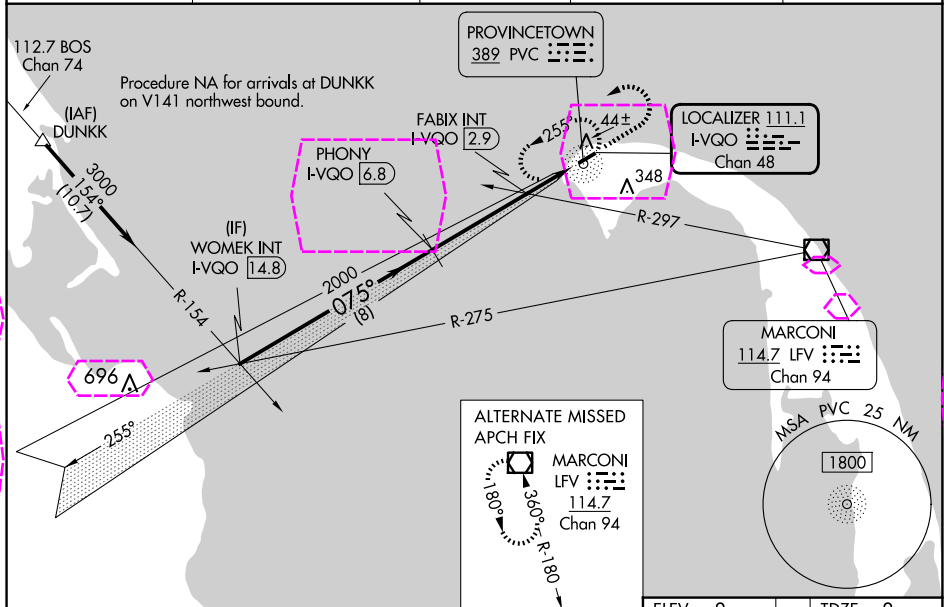 112.7 BOS
Chan 74
Procedure NA for arrivals at DUNKK
on V141 northwest bound.
(IAF)
DUNKK
3000
154°
(10.7)
R-154
PROVINCETOWN
389 PVC
FABIX INT
I-VQO 2.9
255°
44±
LOCALIZER 111.1
I-VQO
Chan 48
348
PHONY
I-VQO 6.8
R-297
(IF)
WOMEK INT
I-VQO 14.8
2000
075°
(8)
R-275
696
255°
MARCONI
114.7 LFV
Chan 94
ALTERNATE MISSED
APCH FIX
MARCONI
LFV
114.7
Chan 94
180°
360°
R-180
MSA PVC 25 NM
1800
ELEV 9
TDZE 9